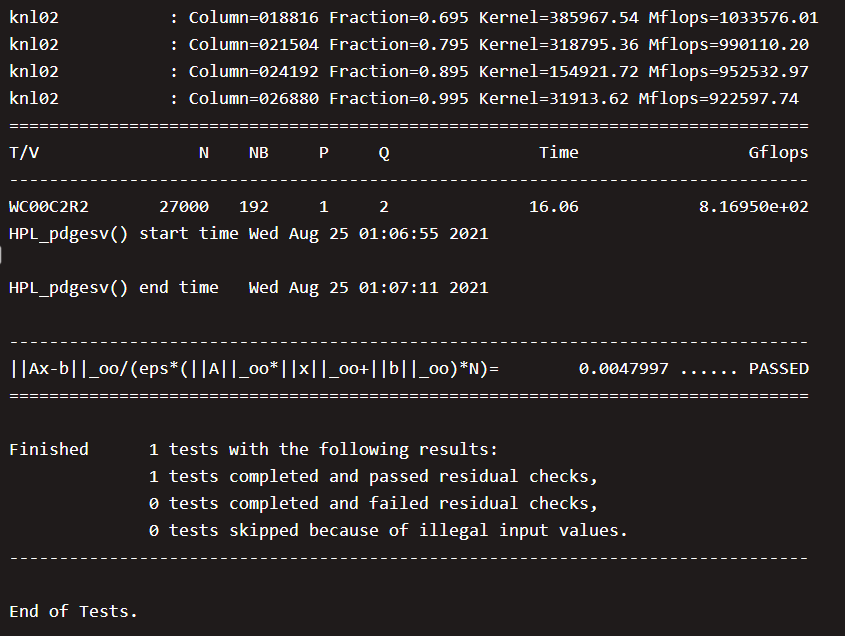 knl02           : Column=018816 Fraction=0.695 Kernel=385967.54 Mflops=1033576.01
knl02           : Column=021504 Fraction=0.795 Kernel=318795.36 Mflops=990110.20
knl02           : Column=024192 Fraction=0.895 Kernel=154921.72 Mflops=952532.97
knl02           : Column=026880 Fraction=0.995 Kernel=31913.62 Mflops=922597.74
================================================================================
T/V                N    NB     P     Q               Time                 Gflops
--------------------------------------------------------------------------------
WC00C2R2       27000   192     1     2              16.06            8.16950e+02
HPL_pdgesv() start time Wed Aug 25 01:06:55 2021
HPL_pdgesv() end time   Wed Aug 25 01:07:11 2021
--------------------------------------------------------------------------------
||Ax-b||_oo/(eps*(||A||_oo*||x||_oo+||b||_oo)*N)=        0.0047997 ...... PASSED
================================================================================
Finished      1 tests with the following results:
              1 tests completed and passed residual checks,
              0 tests completed and failed residual checks,
              0 tests skipped because of illegal input values.
--------------------------------------------------------------------------------
End of Tests.